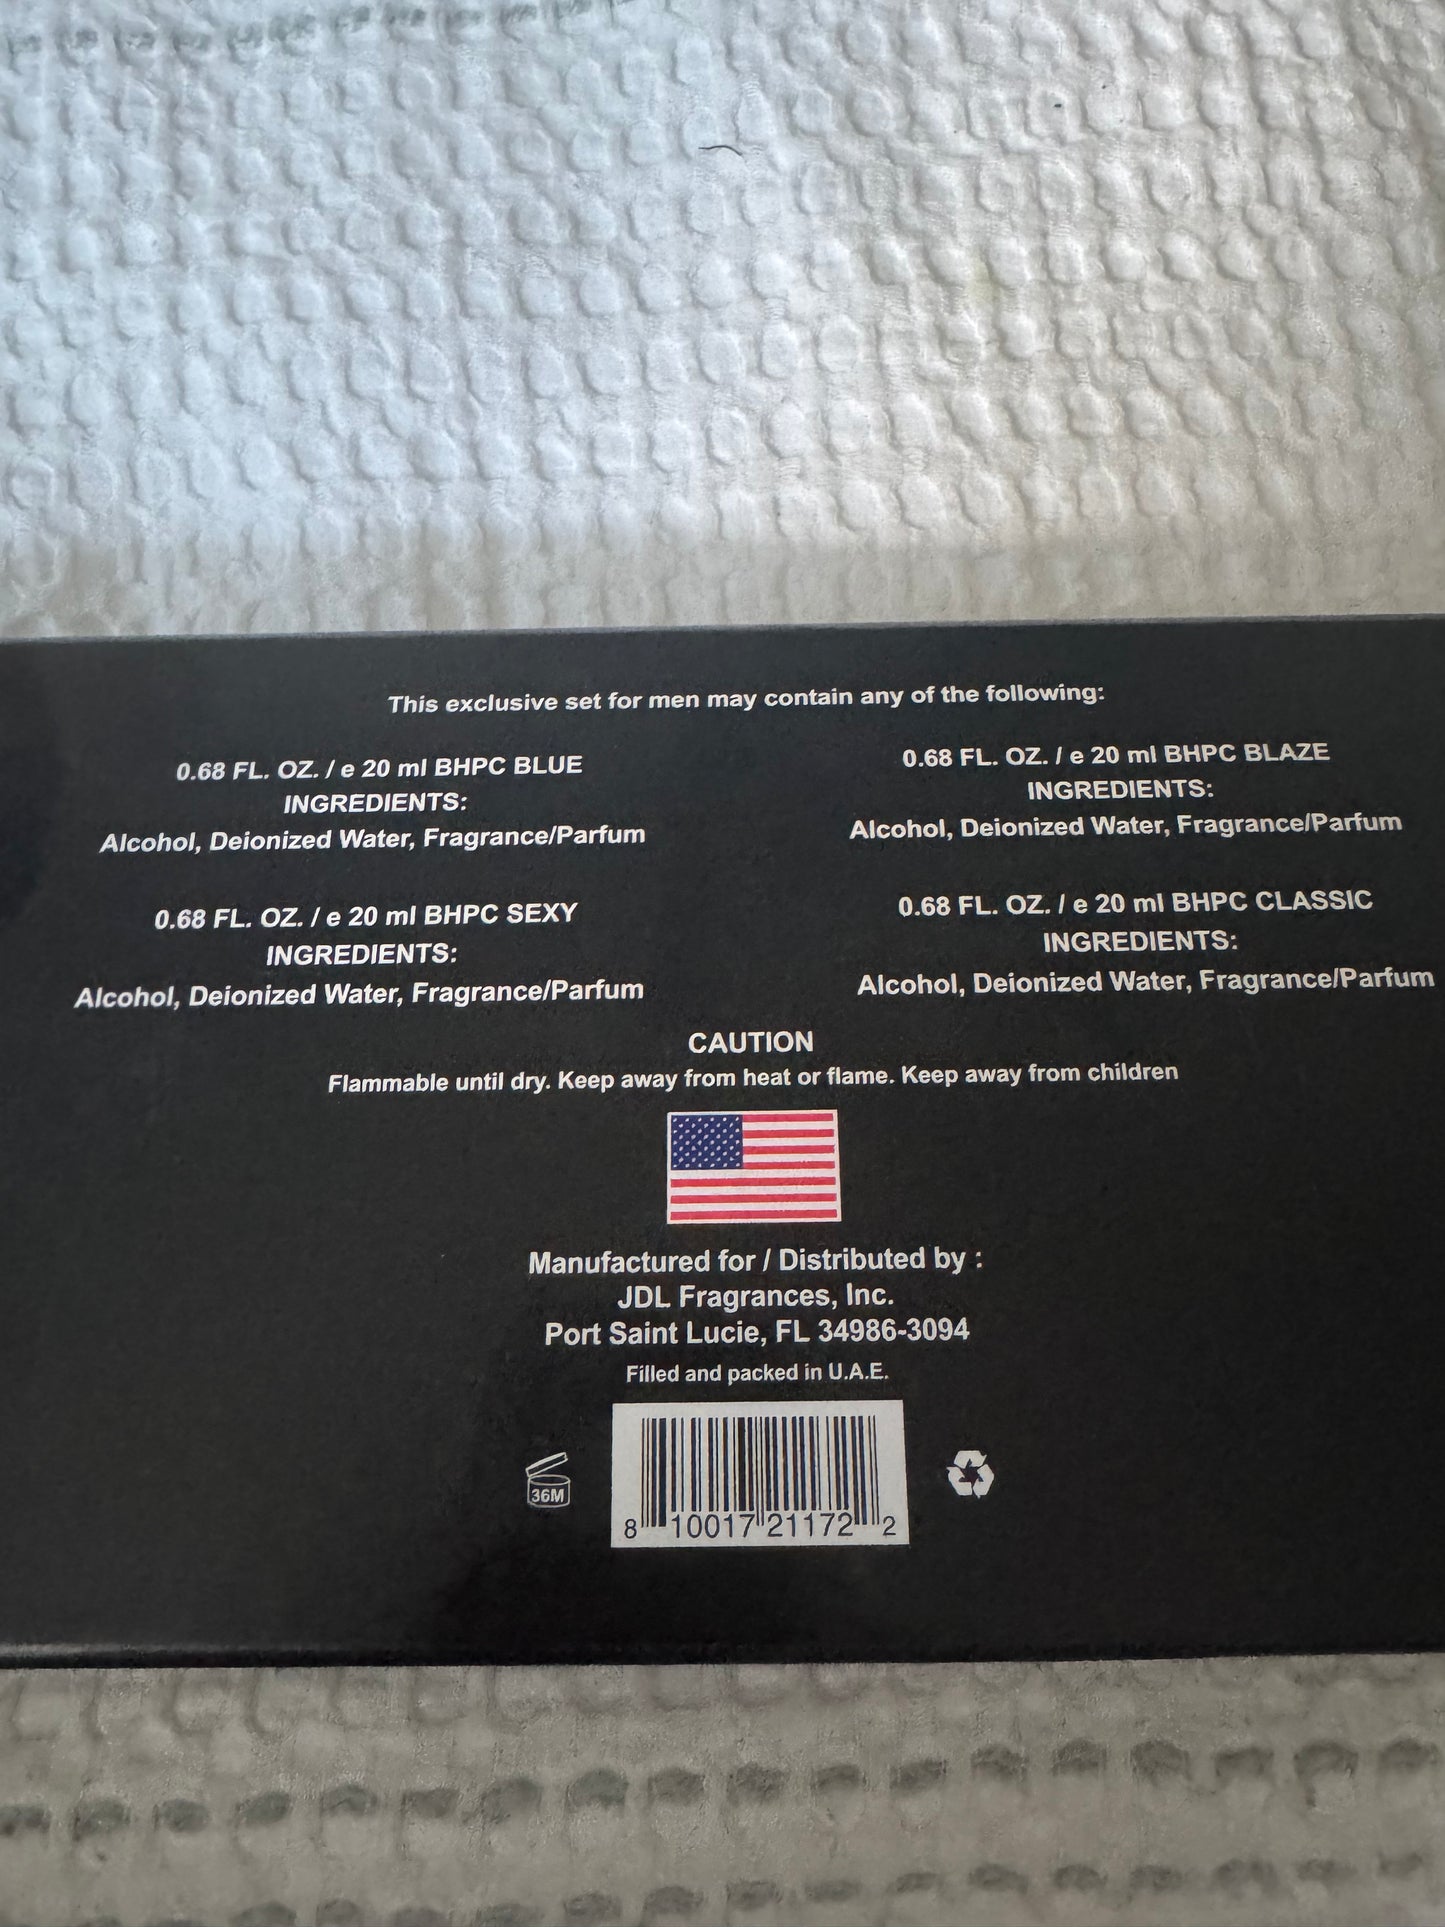 This exclusive set for men may contain any of the following:
0.68 FL. OZ. / e 20 ml BHPC BLUE
INGREDIENTS:
Alcohol, Deionized Water, Fragrance/Parfum
0.68 FL. OZ. / e 20 ml BHPC BLAZE
INGREDIENTS:
Alcohol, Deionized Water, Fragrance/Parfum
0.68 FL. OZ. / e 20 ml BHPC SEXY
INGREDIENTS:
Alcohol, Deionized Water, Fragrance/Parfum
0.68 FL. OZ. / e 20 ml BHPC CLASSIC
INGREDIENTS:
Alcohol, Deionized Water, Fragrance/Parfum
CAUTION
Flammable until dry. Keep away from heat or flame. Keep away from children
Manufactured for / Distributed by :
JDL Fragrances, Inc.
Port Saint Lucie, FL 34986-3094
Filled and packed in U.A.E.
36M
8 10017 21172 2